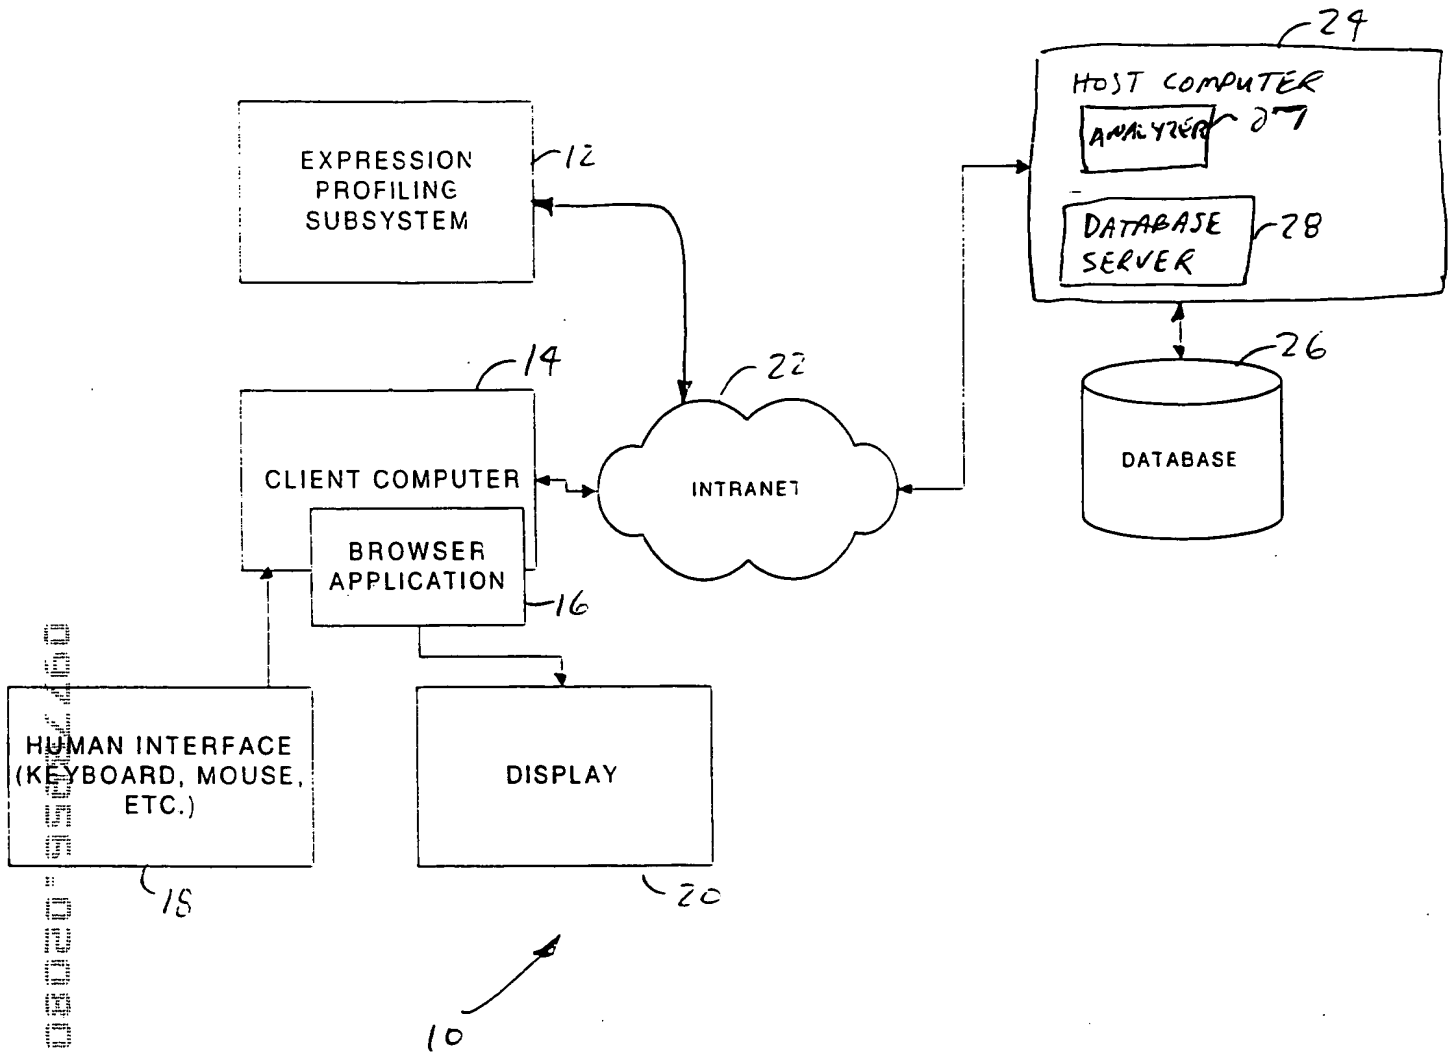 24
HOST COMPUTER
ANALYZER
27
DATABASE
SERVER
28
EXPRESSION
PROFILING
SUBSYSTEM
12
14
CLIENT COMPUTER
BROWSER
APPLICATION
16
22
INTRANET
26
DATABASE
HUMAN INTERFACE
(KEYBOARD, MOUSE,
ETC.)
18
DISPLAY
20
10